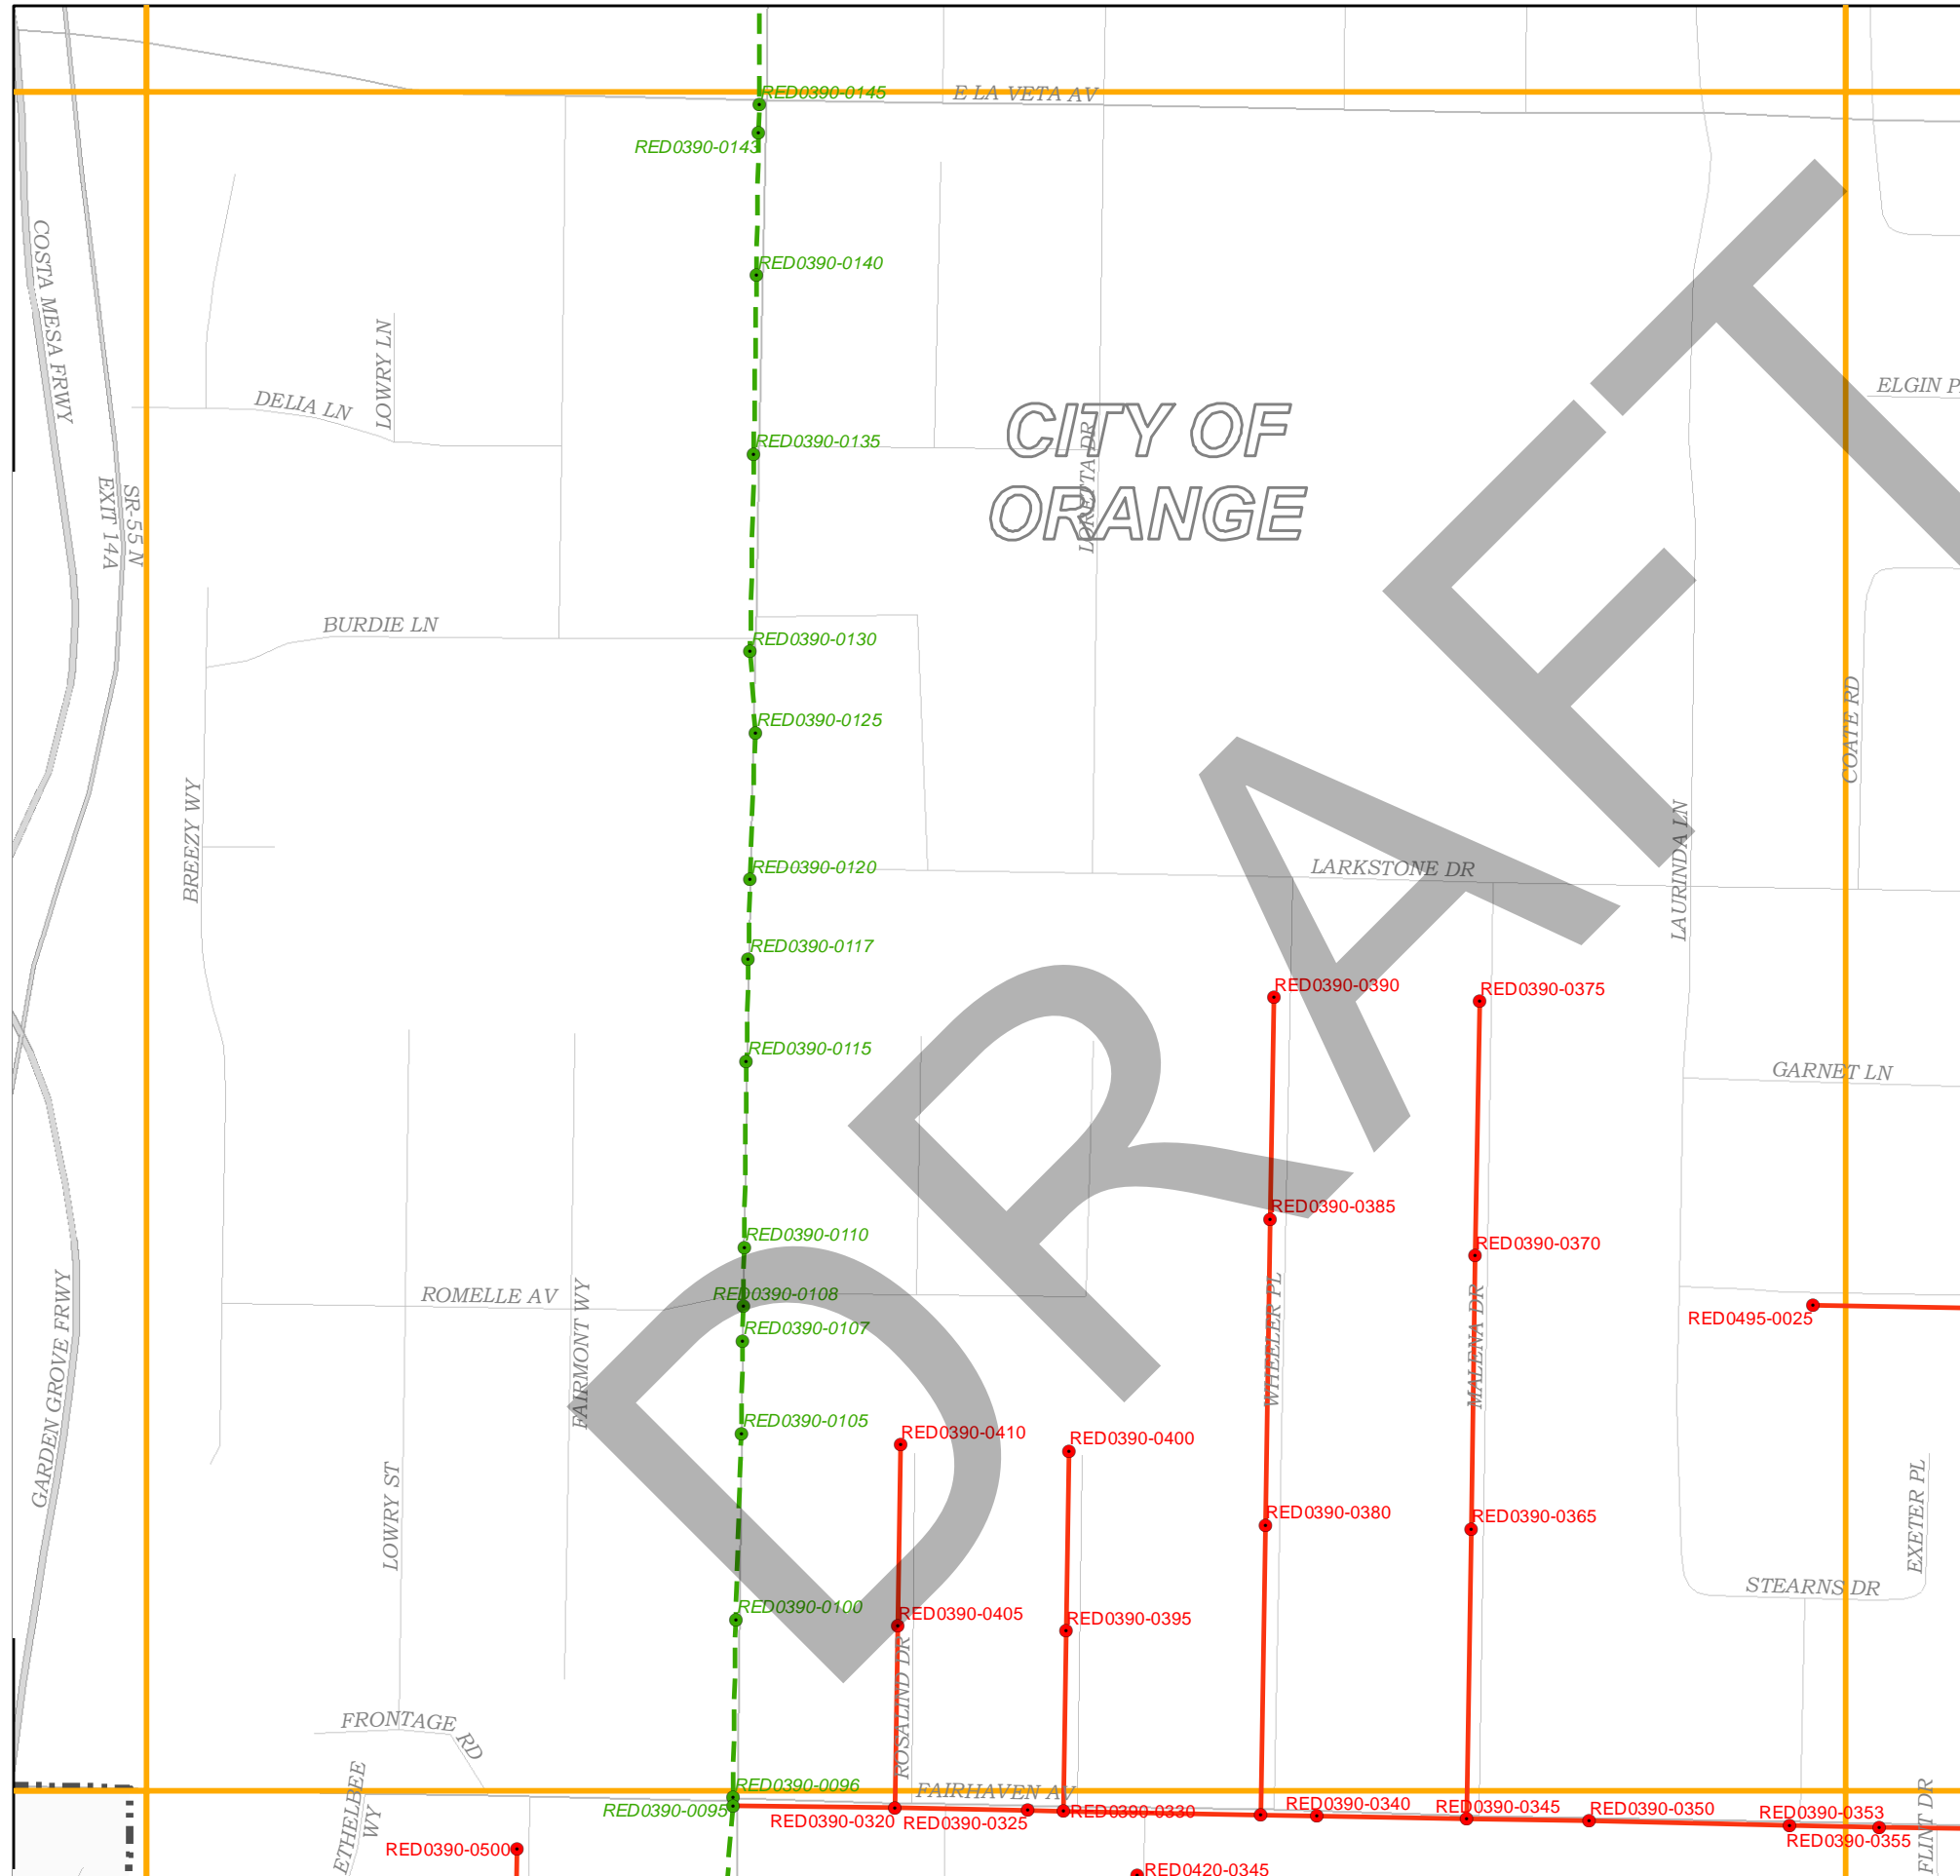 RED0390-0145
E LA VETA AV
RED0390-0143
COSTA MESA FRWY
RED0390-0140
LOWRY LN
DELIA LN
ELGIN P
CITY OF
ORANGE
RED0390-0135
LORETTA DR
SR-55 N
EXIT 14A
BURDIE LN
RED0390-0130
RED0390-0125
COATE RD
BREEZY WY
RED0390-0120
LARKSTONE DR
LAURINDA LN
RED0390-0117
RED0390-0390
RED0390-0375
RED0390-0115
GARNET LN
DRAFT
RED0390-0385
RED0390-0110
RED0390-0370
ROMELLE AV
RED0390-0108
RED0390-0107
FAIRMONT WY
WHEELER PL
MALENA DR
RED0495-0025
GARDEN GROVE FRWY
RED0390-0105
RED0390-0410
RED0390-0400
LOWRY ST
RED0390-0380
RED0390-0365
EXETER PL
STEARNS DR
RED0390-0100
RED0390-0405
RED0390-0395
ROSALIND DR
FRONTAGE RD
RED0390-0096
FAIRHAVEN AV
RED0390-0095
RED0390-0320
RED0390-0325
RED0390-0330
RED0390-0340
RED0390-0345
RED0390-0350
RED0390-0353
RED0390-0355
ETHELBEE
WY
RED0390-0500
RED0420-0345
FLINT DR